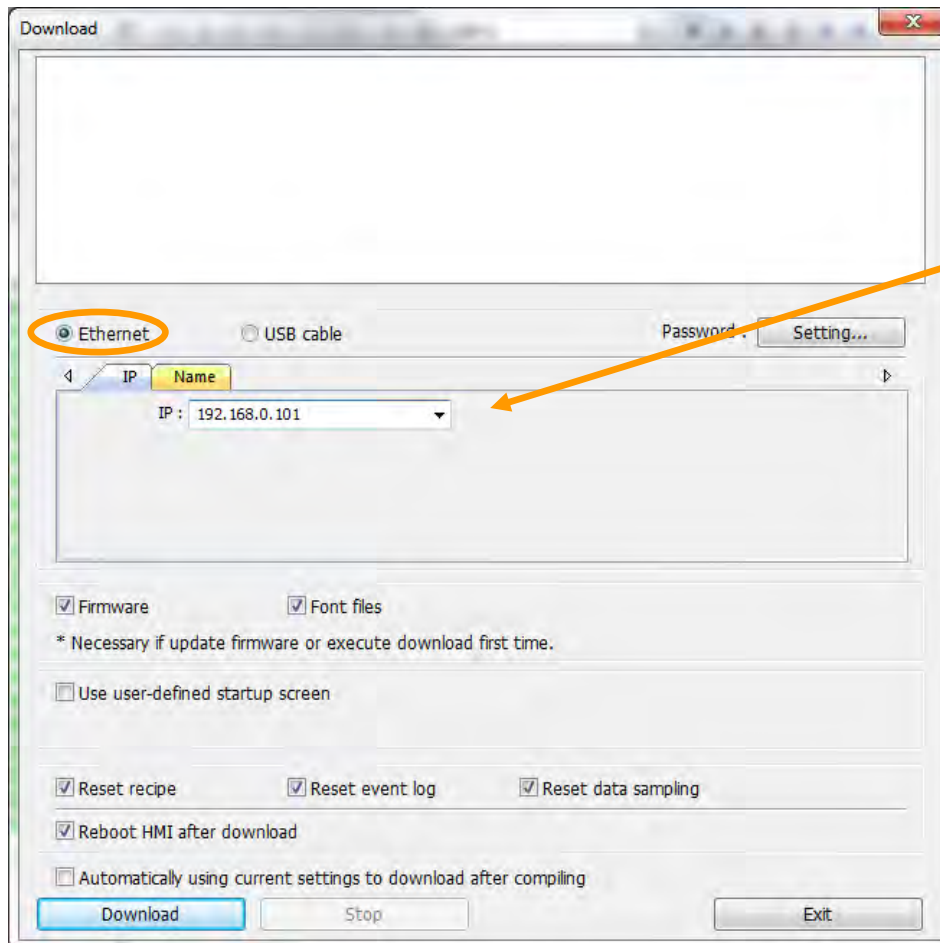 Download
Ethernet USB cable Password : Setting...
IP Name
IP : 192.168.0.101
Firmware Font files
* Necessary if update firmware or execute download first time.
Use user-defined startup screen
Reset recipe Reset event log Reset data sampling
Reboot HMI after download
Automatically using current settings to download after compiling
Download Stop Exit